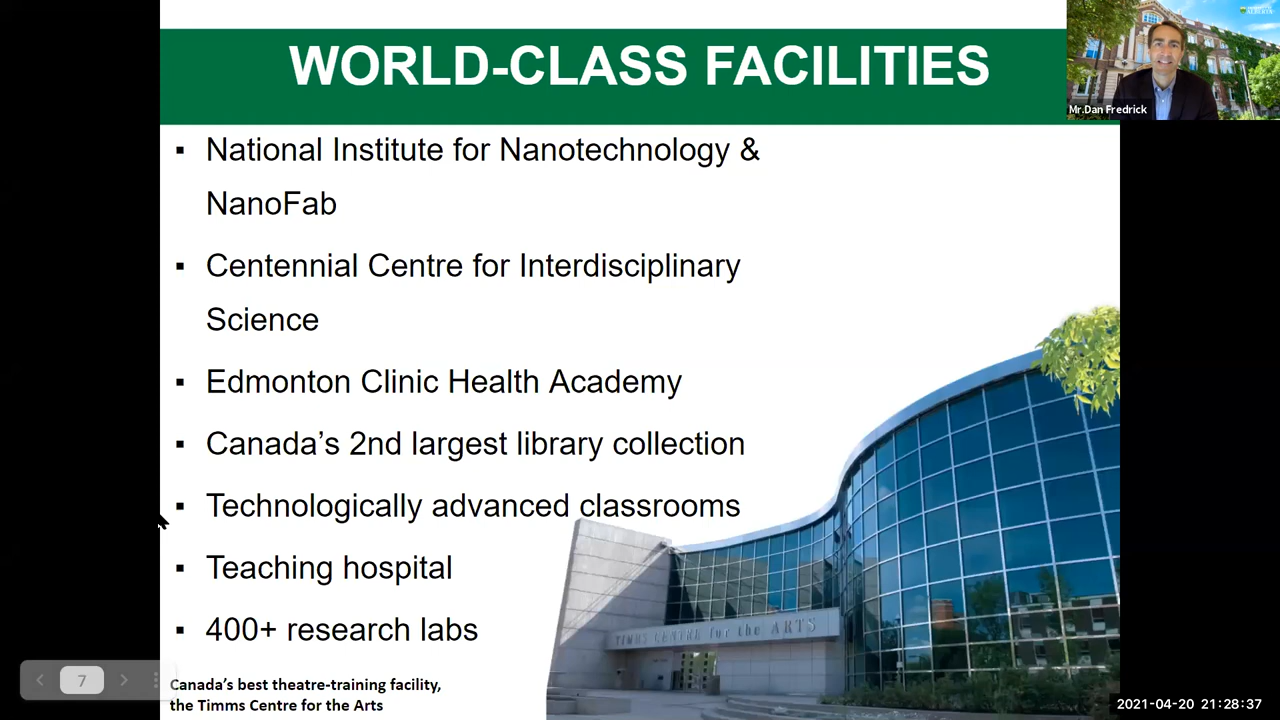 WORLD-CLASS FACILITIES
ALBERTA
Mr.Dan Fredrick
▪ National Institute for Nanotechnology &
NanoFab
▪ Centennial Centre for Interdisciplinary
Science
▪ Edmonton Clinic Health Academy
▪ Canada’s 2nd largest library collection
▪ Technologically advanced classrooms
▪ Teaching hospital
▪ 400+ research labs
TIMMS CENTRE for the ARTS
7
Canada’s best theatre-training facility,
the Timms Centre for the Arts
2021-04-20 21:28:37